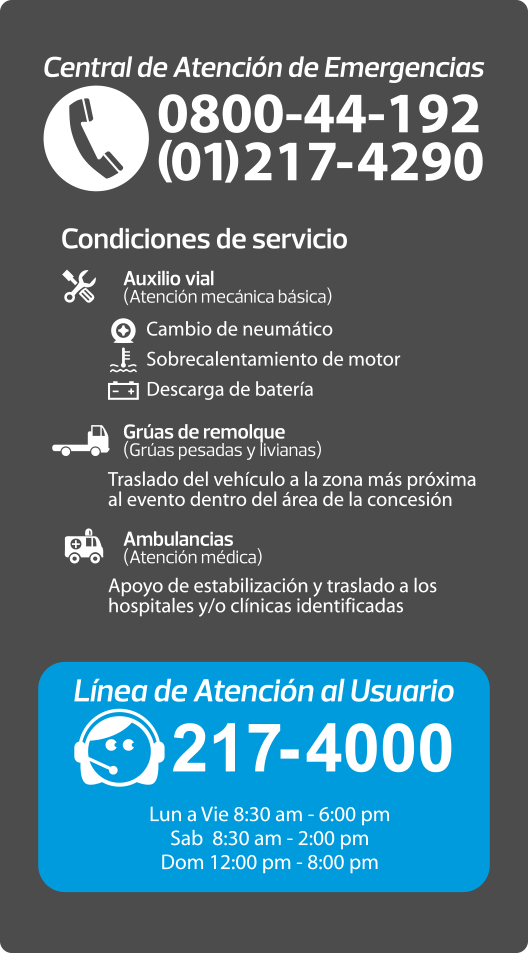 Central de Atención de Emergencias
0800-44-192
(01)217-4290
Condiciones de servicio
Auxilio vial
(Atención mecánica básica)
Cambio de neumático
Sobrecalentamiento de motor
Descarga de batería
Grúas de remolque
(Grúas pesadas y livianas)
Traslado del vehículo a la zona más próxima
al evento dentro del área de la concesión
Ambulancias
(Atención médica)
Apoyo de estabilización y traslado a los
hospitales y/o clínicas identificadas
Línea de Atención al Usuario
217-4000
Lun a Vie 8:30 am - 6:00 pm
Sab 8:30 am - 2:00 pm
Dom 12:00 pm - 8:00 pm